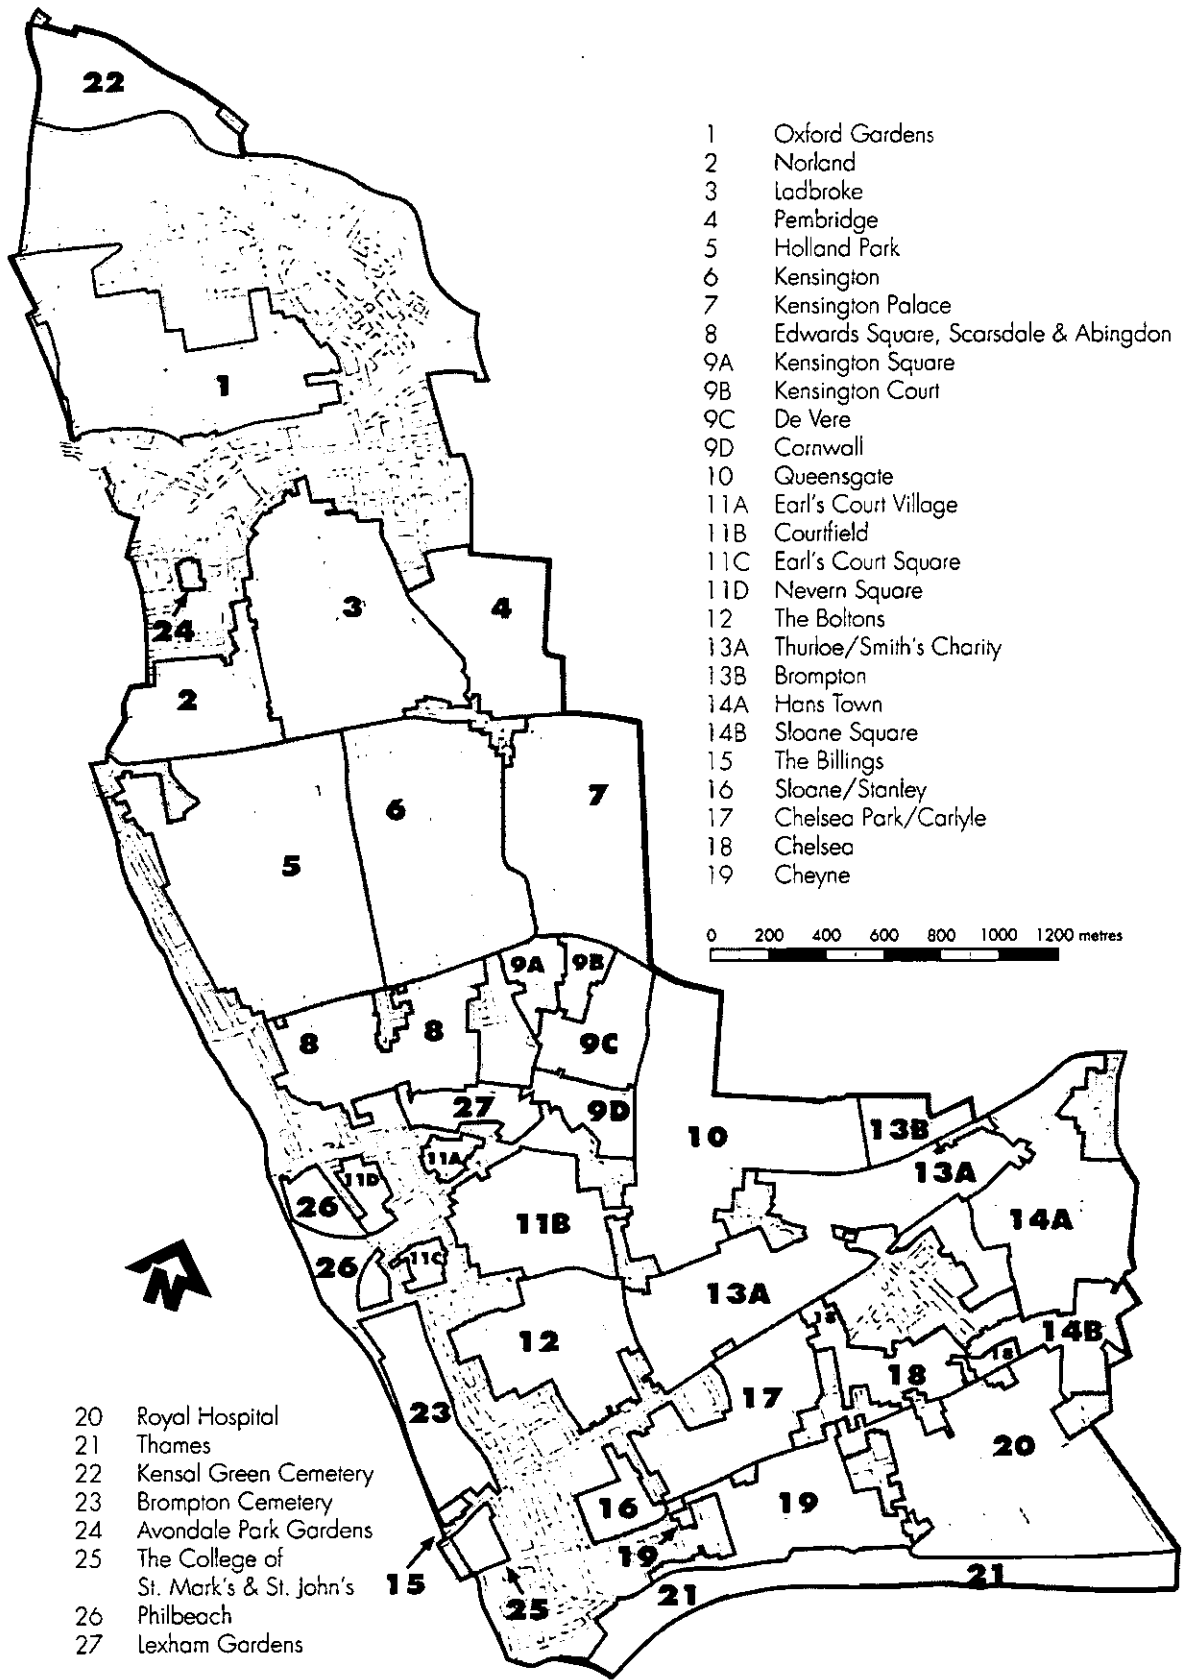 22
1 Oxford Gardens
2 Norland
3 Ladbroke
4 Pembridge
5 Holland Park
6 Kensington
7 Kensington Palace
8 Edwards Square, Scarsdale & Abingdon
9A Kensington Square
9B Kensington Court
9C De Vere
9D Cornwall
10 Queensgate
11A Earl's Court Village
11B Courtfield
11C Earl's Court Square
11D Nevern Square
12 The Boltons
13A Thurloe/Smith's Charity
13B Brompton
14A Hans Town
14B Sloane Square
15 The Billings
16 Sloane/Stanley
17 Chelsea Park/Carlyle
18 Chelsea
19 Cheyne
0 200 400 600 800 1000 1200 metres
1
3
4
24
2
7
6
5
9A 9B
8 8 9C
27 9D
10 13B
11A 13A
11D
26 11B 14A
26 11C
13A
18
12 14B
18 18
17
23
20
16 19
19
15
25 21 21
N
20 Royal Hospital
21 Thames
22 Kensal Green Cemetery
23 Brompton Cemetery
24 Avondale Park Gardens
25 The College of
St. Mark's & St. John's
26 Philbeach
27 Lexham Gardens